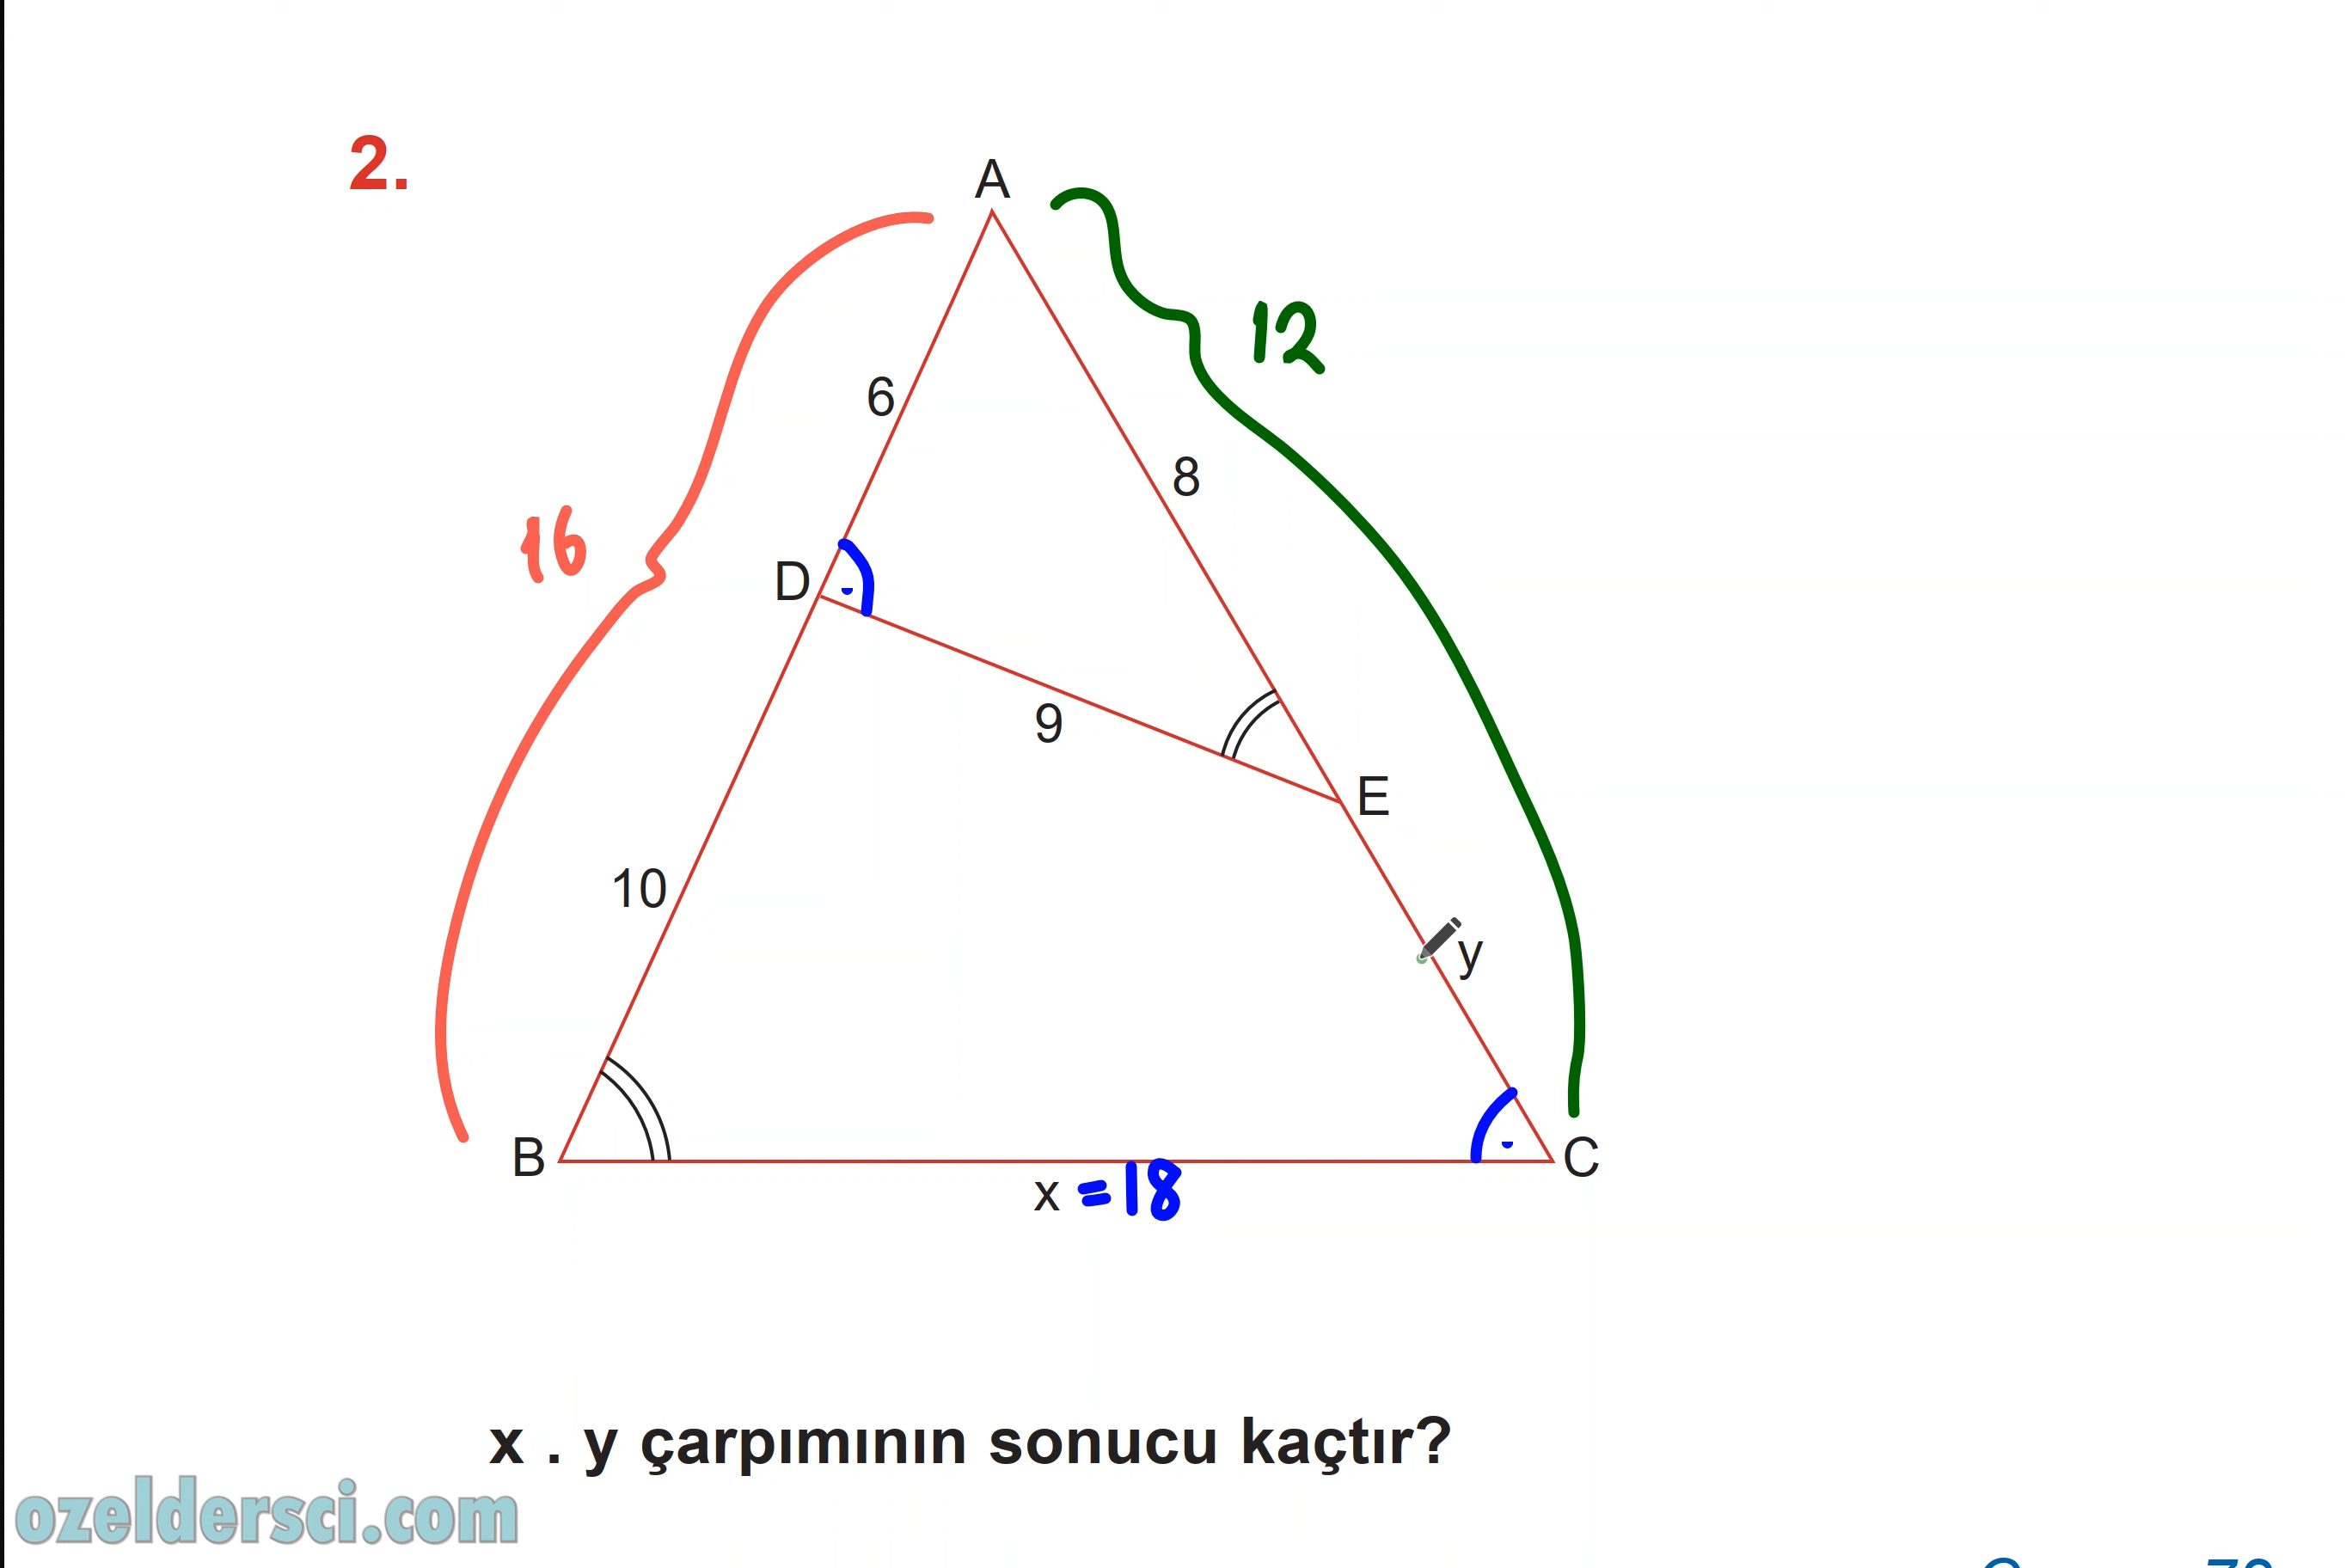 2.
A
12
6
8
16
D
9
E
10
y
B
C
x = 18
x . y çarpımının sonucu kaçtır?
ozeldersci.com